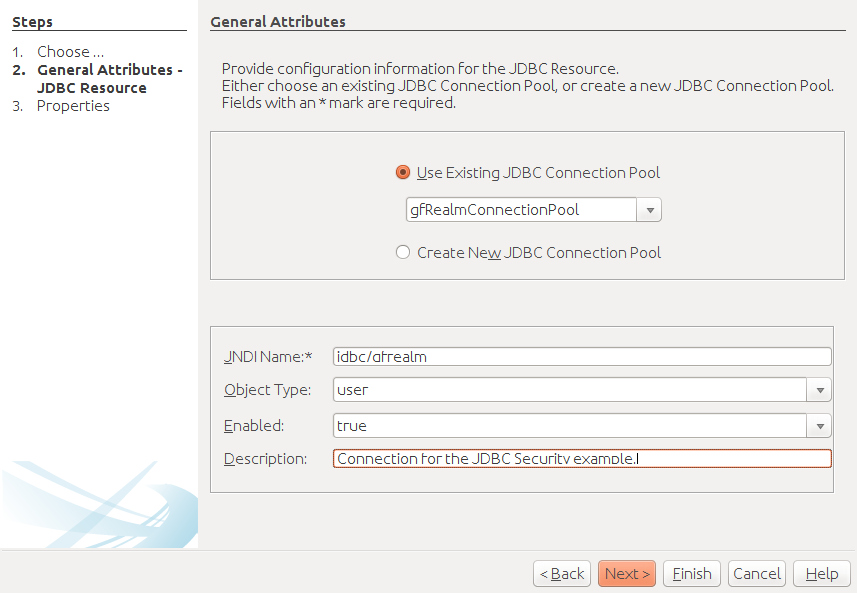 Steps
1. Choose ...
2. General Attributes -
JDBC Resource
3. Properties
General Attributes
Provide configuration information for the JDBC Resource.
Either choose an existing JDBC Connection Pool, or create a new JDBC Connection Pool.
Fields with an * mark are required.
Use Existing JDBC Connection Pool
gfRealmConnectionPool
Create New JDBC Connection Pool
JNDI Name:* jdbc/gfrealm
Object Type: user
Enabled: true
Description: Connection for the JDBC Security example.
< Back Next > Finish Cancel Help